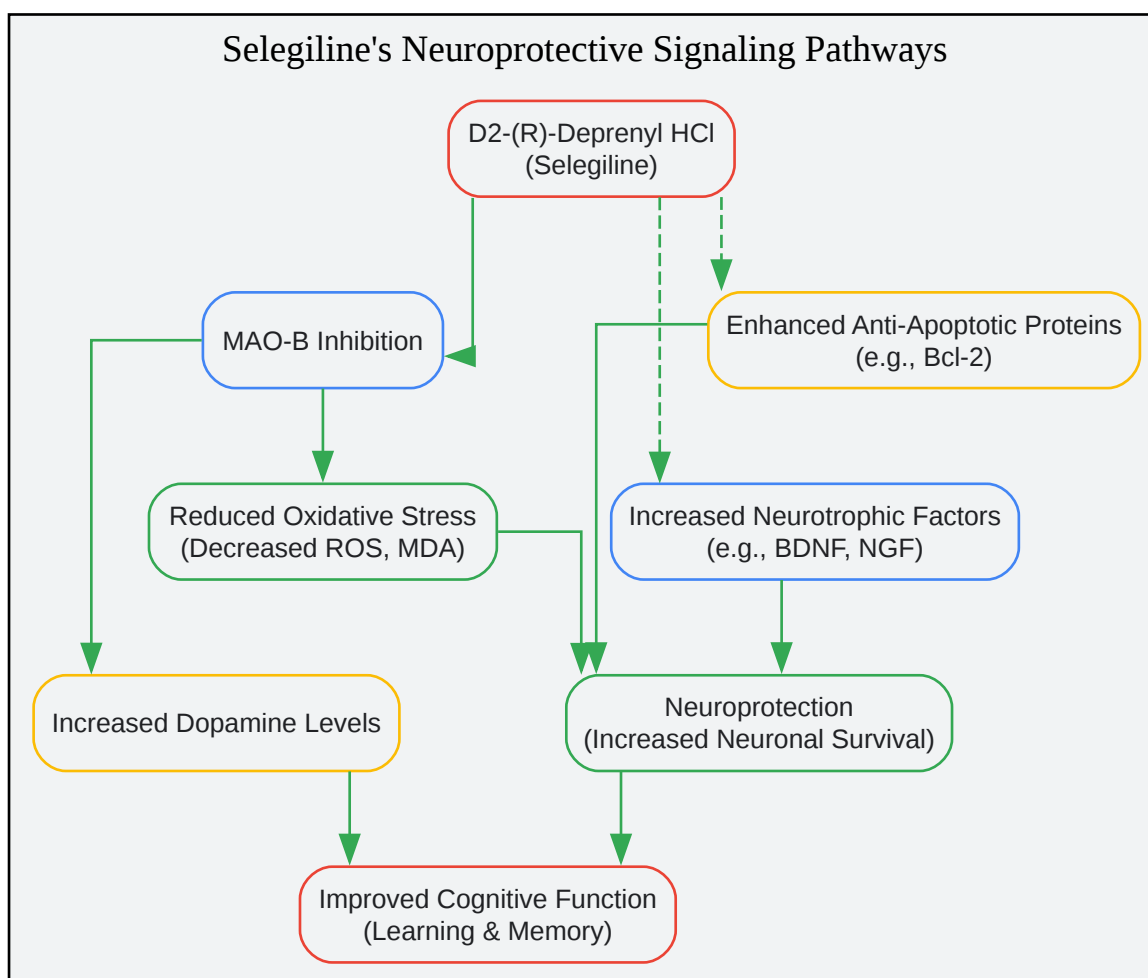 Selegiline's Neuroprotective Signaling Pathways
D2-(R)-Deprenyl HCl
(Selegiline)
MAO-B Inhibition
Enhanced Anti-Apoptotic Proteins
(e.g., Bcl-2)
Reduced Oxidative Stress
(Decreased ROS, MDA)
Increased Neurotrophic Factors
(e.g., BDNF, NGF)
Increased Dopamine Levels
Neuroprotection
(Increased Neuronal Survival)
Improved Cognitive Function
(Learning & Memory)